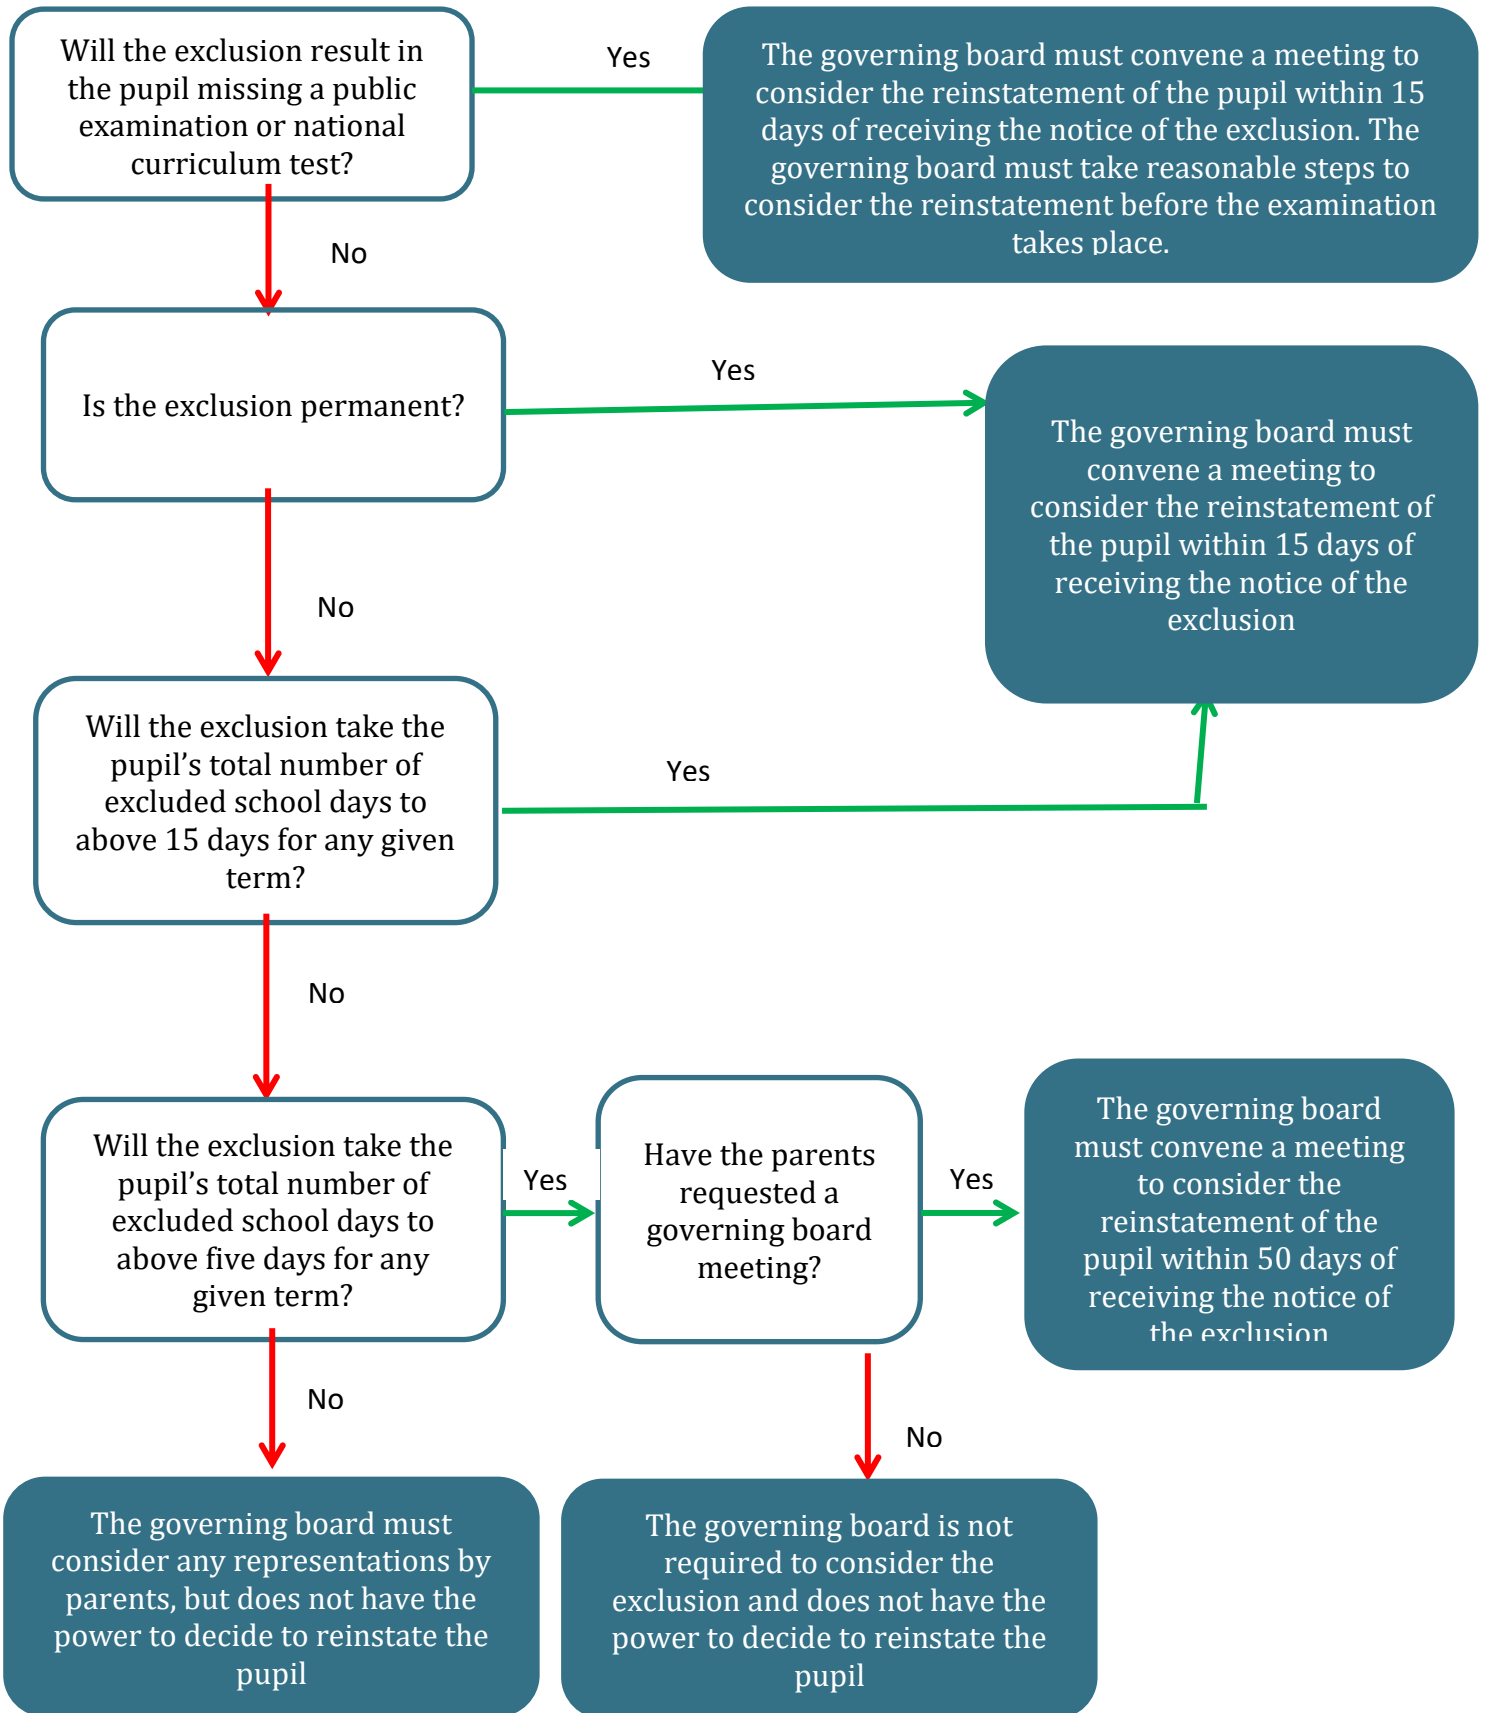 Will the exclusion result in
the pupil missing a public
examination or national
curriculum test?
Yes
The governing board must convene a meeting to
consider the reinstatement of the pupil within 15
days of receiving the notice of the exclusion. The
governing board must take reasonable steps to
consider the reinstatement before the examination
takes place.
No
Is the exclusion permanent?
Yes
The governing board must
convene a meeting to
consider the reinstatement of
the pupil within 15 days of
receiving the notice of the
exclusion
No
Will the exclusion take the
pupil’s total number of
excluded school days to
above 15 days for any given
term?
Yes
No
Will the exclusion take the
pupil’s total number of
excluded school days to
above five days for any
given term?
Yes
Have the parents
requested a
governing board
meeting?
Yes
The governing board
must convene a meeting
to consider the
reinstatement of the
pupil within 50 days of
receiving the notice of
the exclusion
No
No
The governing board must
consider any representations by
parents, but does not have the
power to decide to reinstate the
pupil
The governing board is not
required to consider the
exclusion and does not have the
power to decide to reinstate the
pupil